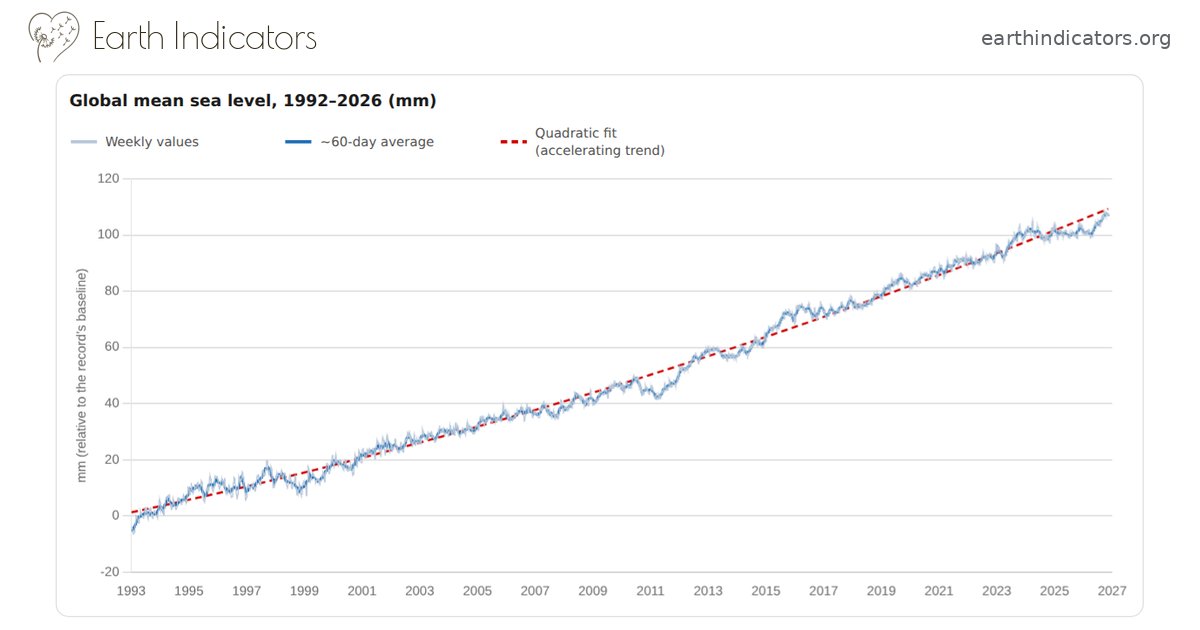 Earth Indicators
earthindicators.org
Global mean sea level, 1992–2026 (mm)
Weekly values
~60-day average
Quadratic fit
(accelerating trend)
mm (relative to the record's baseline)
120
100
80
60
40
20
0
-20
1993 1995 1997 1999 2001 2003 2005 2007 2009 2011 2013 2015 2017 2019 2021 2023 2025 2027